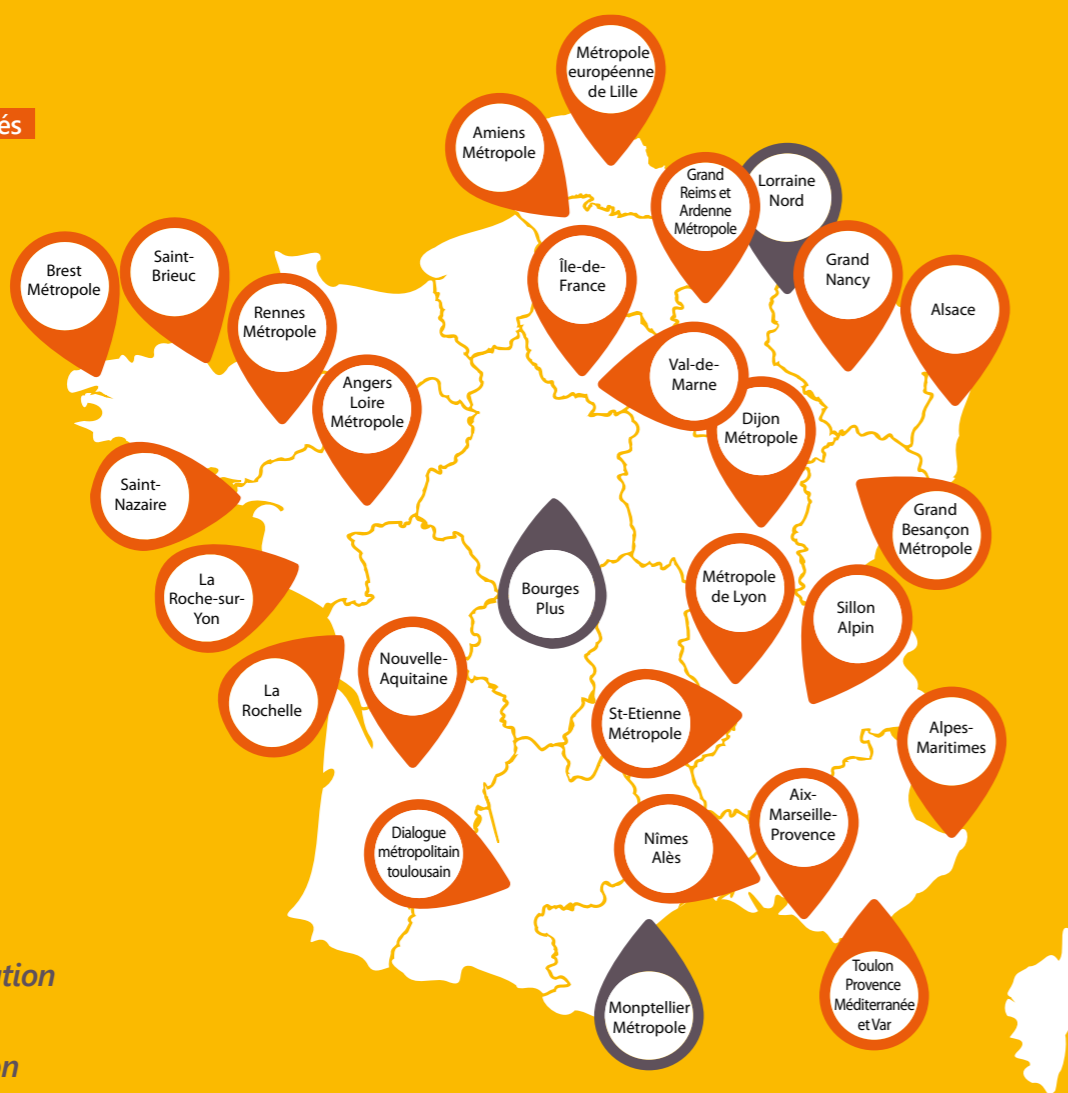 Métropole
européenne
de Lille
és
Amiens
Métropole
Grand
Reims et
Ardenne
Métropole
Lorraine
Nord
Brest
Métropole
Saint-
Brieuc
Île-de-
France
Grand
Nancy
Alsace
Rennes
Métropole
Angers
Loire
Métropole
Val-de-
Marne
Dijon
Métropole
Saint-
Nazaire
Grand
Besançon
Métropole
La
Roche-sur-
Yon
Bourges
Plus
Métropole
de Lyon
Sillon
Alpin
La
Rochelle
Nouvelle-
Aquitaine
St-Etienne
Métropole
Alpes-
Maritimes
Dialogue
métropolitain
toulousain
Nîmes
Alès
Aix-
Marseille-
Provence
tion
Monptellier
Métropole
Toulon
Provence
Méditerranée
et Var
on